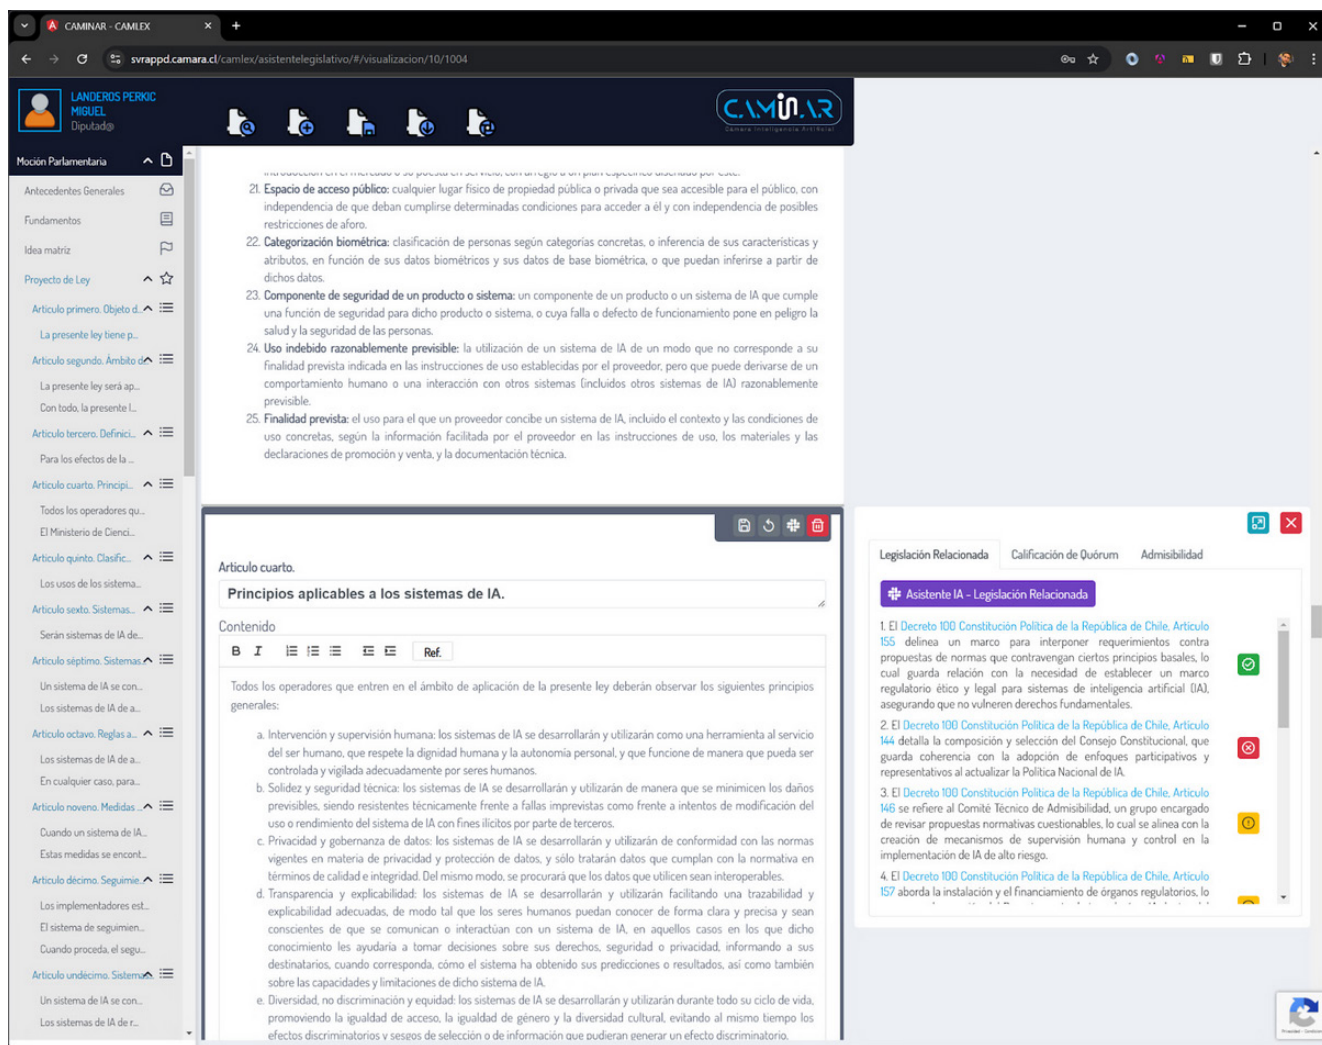 CAMINAR - CAMLEX
svrappd.camara.cl/camlex/asistentelegislativo/#/visualizacion/10/1004
LANDEROS PERKIC
MIGUEL
Diputad@
CAMINAR
Cámara Inteligencia Artificial
Moción Parlamentaria
Antecedentes Generales
Fundamentos
Idea matriz
Proyecto de Ley
Articulo primero. Objeto d...
La presente ley tiene p...
Articulo segundo. Ámbito d...
La presente ley será ap...
Con todo, la presente l...
Articulo tercero. Definici...
Para los efectos de la ...
Articulo cuarto. Principi...
Todos los operadores qu...
El Ministerio de Cienci...
Articulo quinto. Clasific...
Los usos de los sistema...
Articulo sexto. Sistemas...
Serán sistemas de IA de...
Articulo séptimo. Sistemas...
Un sistema de IA se con...
Los sistemas de IA de a...
Articulo octavo. Reglas a...
Los sistemas de IA de a...
En cualquier caso, para...
Articulo noveno. Medidas ...
Cuando un sistema de IA...
Estas medidas se encont...
Articulo décimo. Seguimie...
Los implementadores est...
El sistema de seguimien...
Cuando proceda, el segu...
Articulo undécimo. Sistemas...
Un sistema de IA se con...
Los sistemas de IA de r...
introducción en el mercado o su puesta en servicio, con arreglo a un plan específico diseñado por este.
21. Espacio de acceso público: cualquier lugar físico de propiedad pública o privada que sea accesible para el público, con
independencia de que deban cumplirse determinadas condiciones para acceder a él y con independencia de posibles
restricciones de aforo.
22. Categorización biométrica: clasificación de personas según categorías concretas, o inferencia de sus características y
atributos, en función de sus datos biométricos y sus datos de base biométrica, o que puedan inferirse a partir de
dichos datos.
23. Componente de seguridad de un producto o sistema: un componente de un producto o un sistema de IA que cumple
una función de seguridad para dicho producto o sistema, o cuya falla o defecto de funcionamiento pone en peligro la
salud y la seguridad de las personas.
24. Uso indebido razonablemente previsible: la utilización de un sistema de IA de un modo que no corresponde a su
finalidad prevista indicada en las instrucciones de uso establecidas por el proveedor, pero que puede derivarse de un
comportamiento humano o una interacción con otros sistemas (incluidos otros sistemas de IA) razonablemente
previsible.
25. Finalidad prevista: el uso para el que un proveedor concibe un sistema de IA, incluido el contexto y las condiciones de
uso concretas, según la información facilitada por el proveedor en las instrucciones de uso, los materiales y las
declaraciones de promoción y venta, y la documentación técnica.
Articulo cuarto.
Principios aplicables a los sistemas de IA.
Contenido
B I Ref.
Todos los operadores que entren en el ámbito de aplicación de la presente ley deberán observar los siguientes principios
generales:
a. Intervención y supervisión humana: los sistemas de IA se desarrollarán y utilizarán como una herramienta al servicio
del ser humano, que respete la dignidad humana y la autonomía personal, y que funcione de manera que pueda ser
controlada y vigilada adecuadamente por seres humanos.
b. Solidez y seguridad técnica: los sistemas de IA se desarrollarán y utilizarán de manera que se minimicen los daños
previsibles, siendo resistentes técnicamente frente a fallas imprevistas como frente a intentos de modificación del
uso o rendimiento del sistema de IA con fines ilícitos por parte de terceros.
c. Privacidad y gobernanza de datos: los sistemas de IA se desarrollarán y utilizarán de conformidad con las normas
vigentes en materia de privacidad y protección de datos, y sólo tratarán datos que cumplan con la normativa en
términos de calidad e integridad. Del mismo modo, se procurará que los datos que utilicen sean interoperables.
d. Transparencia y explicabilidad: los sistemas de IA se desarrollarán y utilizarán facilitando una trazabilidad y
explicabilidad adecuadas, de modo tal que los seres humanos puedan conocer de forma clara y precisa y sean
conscientes de que se comunican o interactúan con un sistema de IA, en aquellos casos en los que dicho
conocimiento les ayudaría a tomar decisiones sobre sus derechos, seguridad o privacidad, informando a sus
destinatarios, cuando corresponda, cómo el sistema ha obtenido sus predicciones o resultados, así como también
sobre las capacidades y limitaciones de dicho sistema de IA.
e. Diversidad, no discriminación y equidad: los sistemas de IA se desarrollarán y utilizarán durante todo su ciclo de vida,
promoviendo la igualdad de acceso, la igualdad de género y la diversidad cultural, evitando al mismo tiempo los
efectos discriminatorios y sesgos de selección o de información que pudieran generar un efecto discriminatorio.
Legislación Relacionada Calificación de Quórum Admisibilidad
Asistente IA - Legislación Relacionada
1. El Decreto 100 Constitución Política de la República de Chile, Artículo
155 delinea un marco para interponer requerimientos contra
propuestas de normas que contravengan ciertos principios basales, lo
cual guarda relación con la necesidad de establecer un marco
regulatorio ético y legal para sistemas de inteligencia artificial (IA),
asegurando que no vulneren derechos fundamentales.
2. El Decreto 100 Constitución Política de la República de Chile, Artículo
144 detalla la composición y selección del Consejo Constitucional, que
guarda coherencia con la adopción de enfoques participativos y
representativos al actualizar la Política Nacional de IA.
3. El Decreto 100 Constitución Política de la República de Chile, Artículo
146 se refiere al Comité Técnico de Admisibilidad, un grupo encargado
de revisar propuestas normativas cuestionables, lo cual se alinea con la
creación de mecanismos de supervisión humana y control en la
implementación de IA de alto riesgo.
4. El Decreto 100 Constitución Política de la República de Chile, Artículo
157 aborda la instalación y el financiamiento de órganos regulatorios, lo